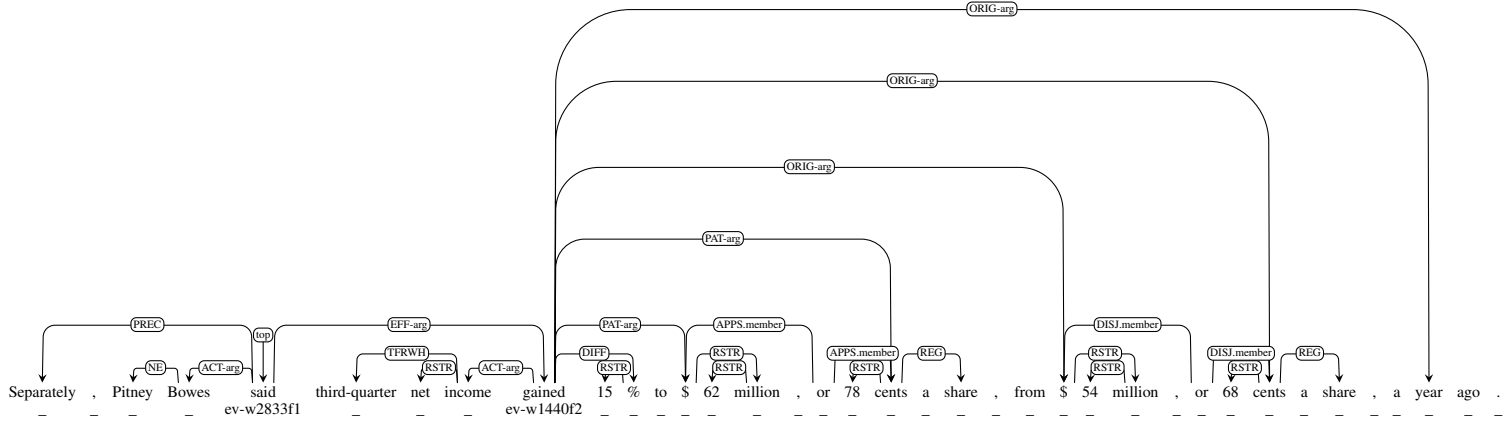 ORIG-arg
ORIG-arg
ORIG-arg
PAT-arg
PREC top EFF-arg PAT-arg APPS.member DISJ.member
TFRWH DIFF RSTR APPS.member REG RSTR DISJ.member REG
NE ACT-arg RSTR ACT-arg RSTR RSTR RSTR RSTR RSTR
Separately , Pitney Bowes said third-quarter net income gained 15 % to $ 62 million , or 78 cents a share , from $ 54 million , or 68 cents a share , a year ago .
_ _ _ _ ev-w2833f1 _ _ _ ev-w1440f2 _ _ _ _ _ _ _ _ _ _ _ _ _ _ _ _ _ _ _ _ _ _ _ _ _ _ _ _